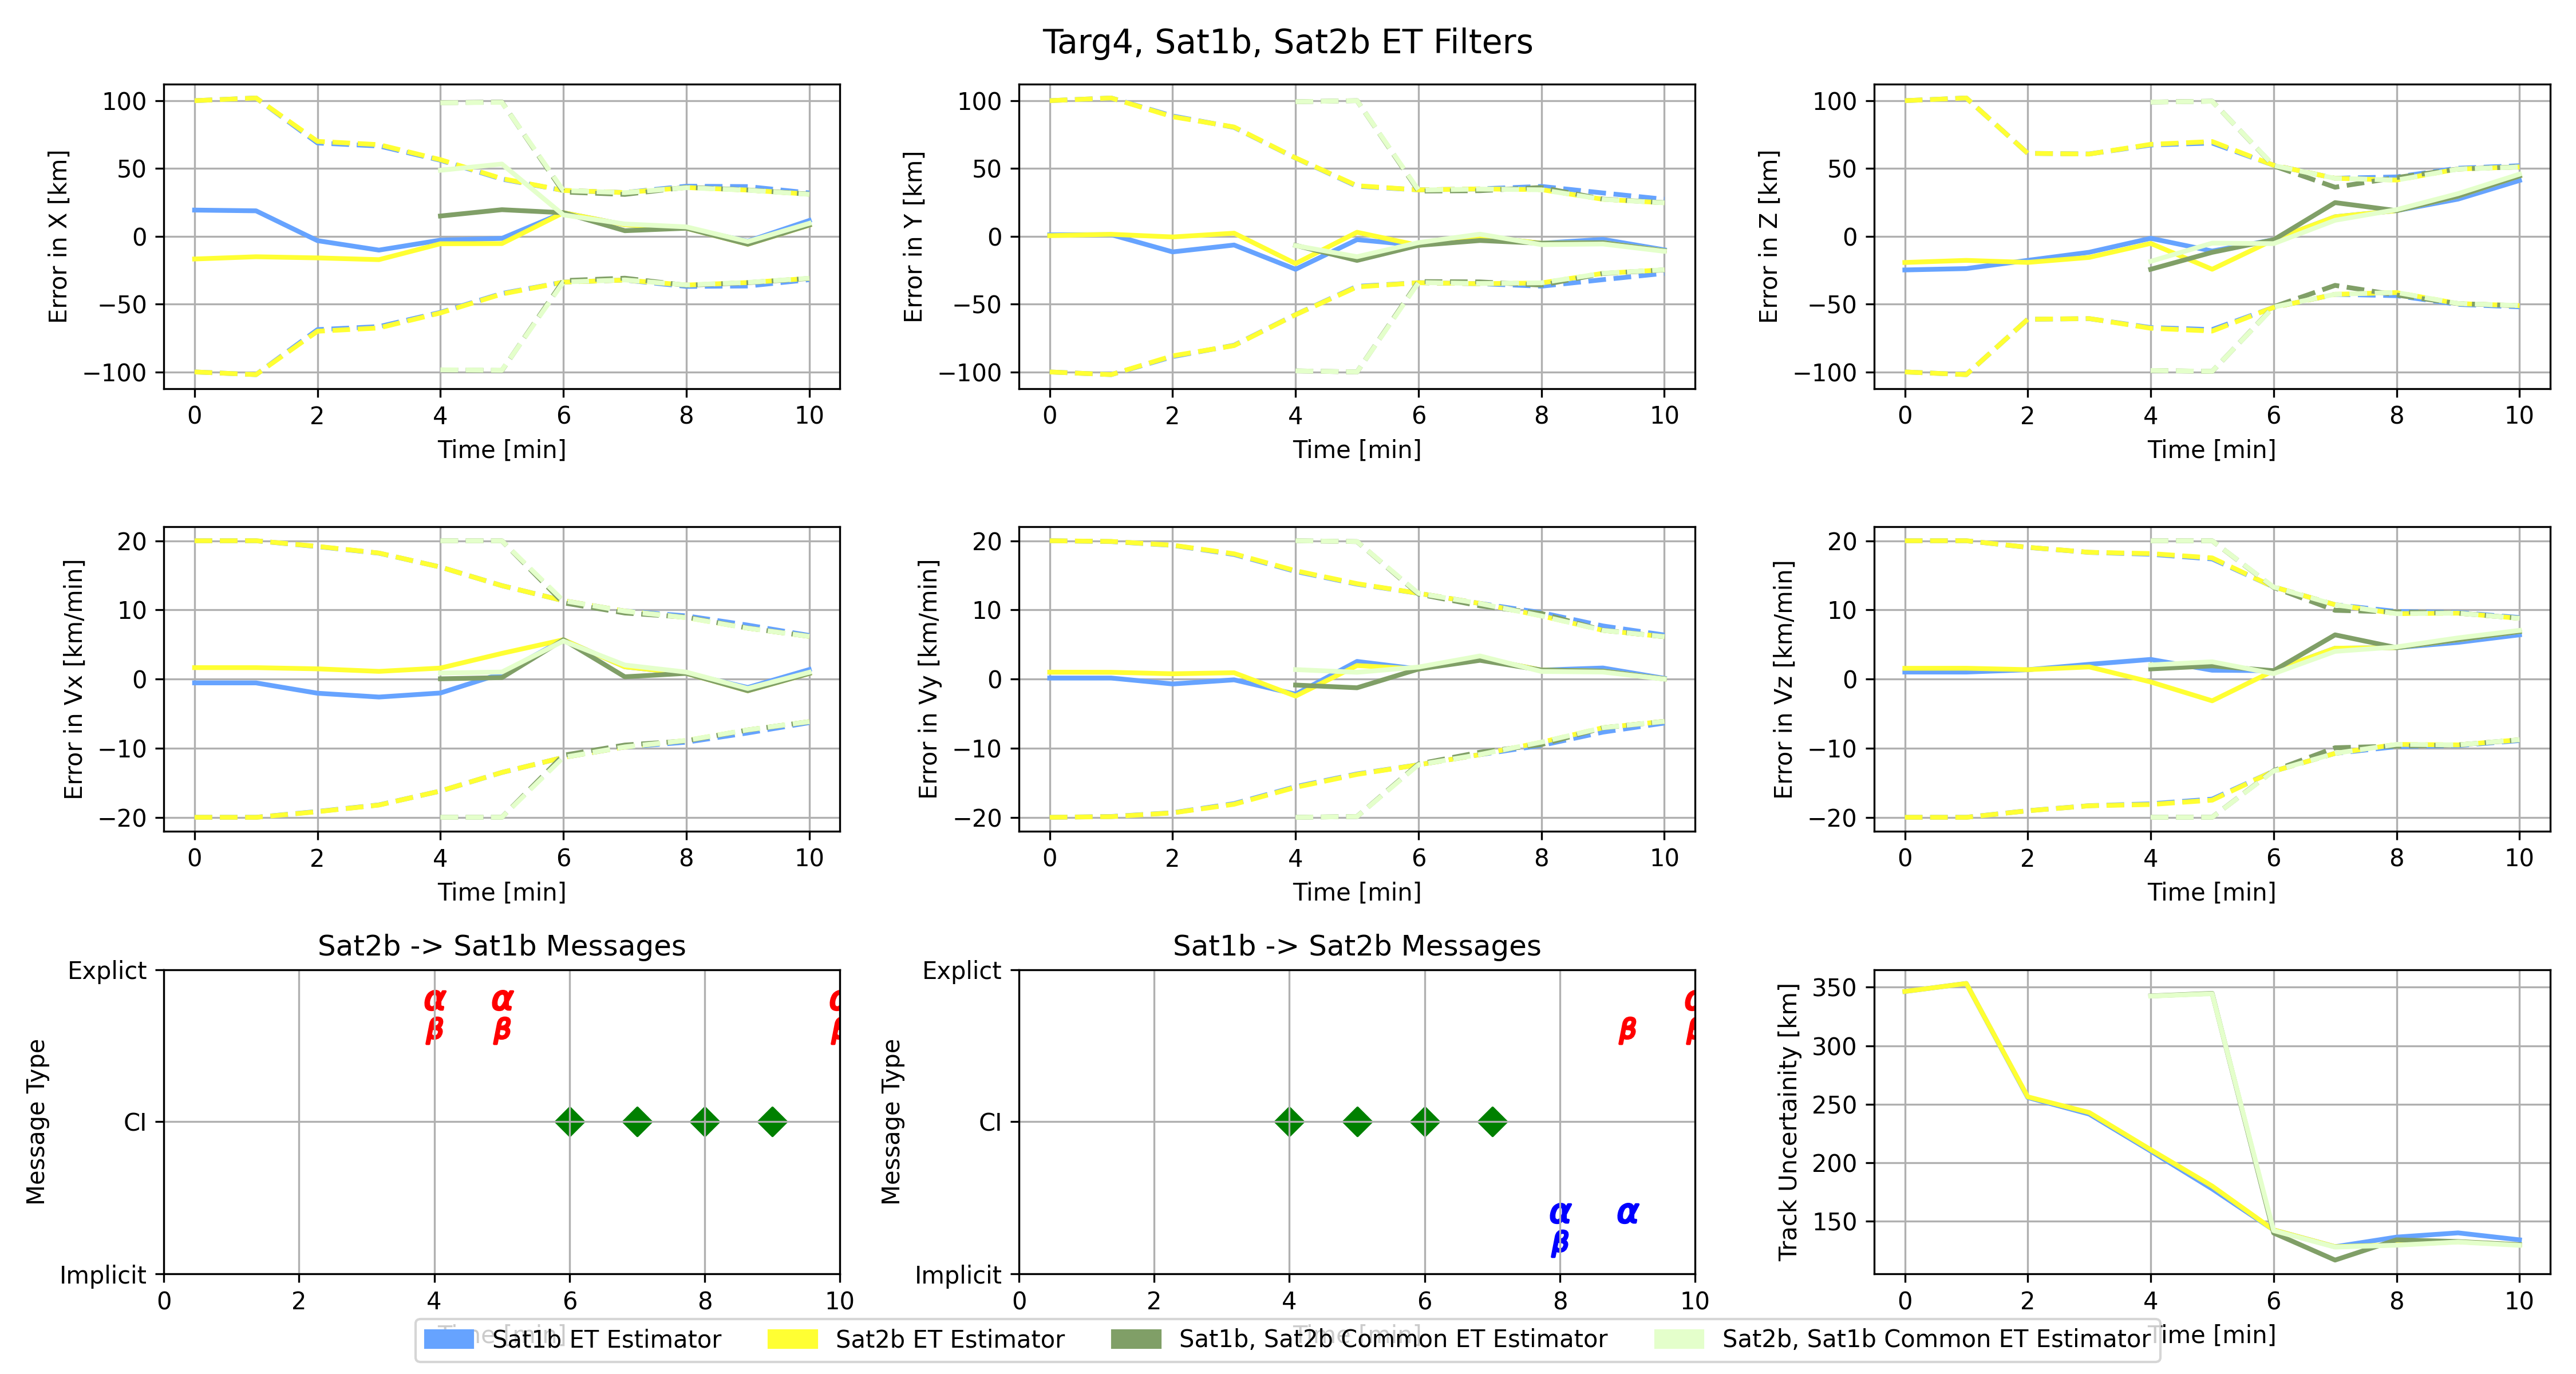 Targ4, Sat1b, Sat2b ET Filters
Error in X [km]
100
50
0
−50
−100
0 2 4 6 8 10
Time [min]
Error in Y [km]
100
50
0
−50
−100
0 2 4 6 8 10
Time [min]
Error in Z [km]
100
50
0
−50
−100
0 2 4 6 8 10
Time [min]
Error in Vx [km/min]
20
10
0
−10
−20
0 2 4 6 8 10
Time [min]
Error in Vy [km/min]
20
10
0
−10
−20
0 2 4 6 8 10
Time [min]
Error in Vz [km/min]
20
10
0
−10
−20
0 2 4 6 8 10
Time [min]
Sat2b -> Sat1b Messages
Message Type
Explict
α α α
β β β
CI
Implicit
0 2 4 6 8 10
Time [min]
Sat1b -> Sat2b Messages
Message Type
Explict
α
β β
CI
α α
β
Implicit
0 2 4 6 8 10
Time [min]
Track Uncertainity [km]
350
300
250
200
150
0 2 4 6 8 10
Time [min]
Sat1b ET Estimator
Sat2b ET Estimator
Sat1b, Sat2b Common ET Estimator
Sat2b, Sat1b Common ET Estimator